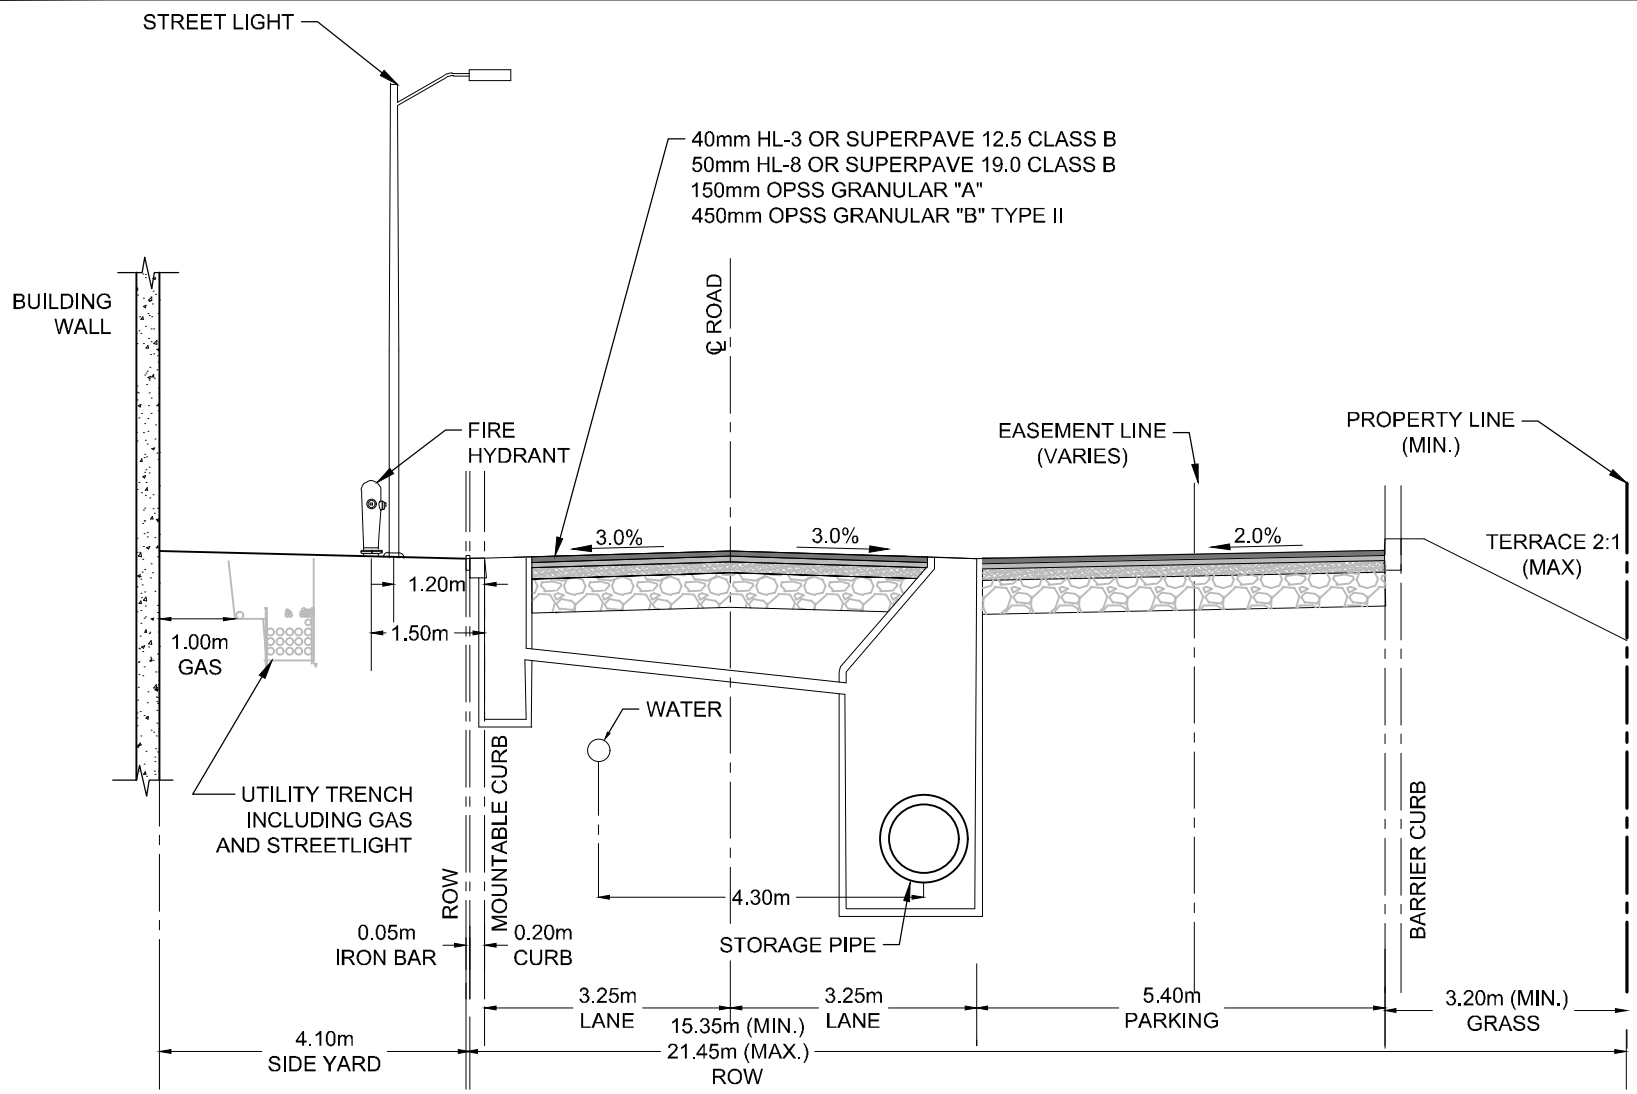 STREET LIGHT
40mm HL-3 OR SUPERPAVE 12.5 CLASS B
50mm HL-8 OR SUPERPAVE 19.0 CLASS B
150mm OPSS GRANULAR "A"
450mm OPSS GRANULAR "B" TYPE II
BUILDING
WALL
℄ ROAD
FIRE
HYDRANT
EASEMENT LINE
(VARIES)
PROPERTY LINE
(MIN.)
3.0%
3.0%
2.0%
TERRACE 2:1
(MAX)
1.20m
1.50m
1.00m
GAS
WATER
UTILITY TRENCH
INCLUDING GAS
AND STREETLIGHT
ROW
MOUNTABLE CURB
BARRIER CURB
4.30m
STORAGE PIPE
0.05m
IRON BAR
0.20m
CURB
3.25m
LANE
3.25m
LANE
5.40m
PARKING
3.20m (MIN.)
GRASS
4.10m
SIDE YARD
15.35m (MIN.)
21.45m (MAX.)
ROW